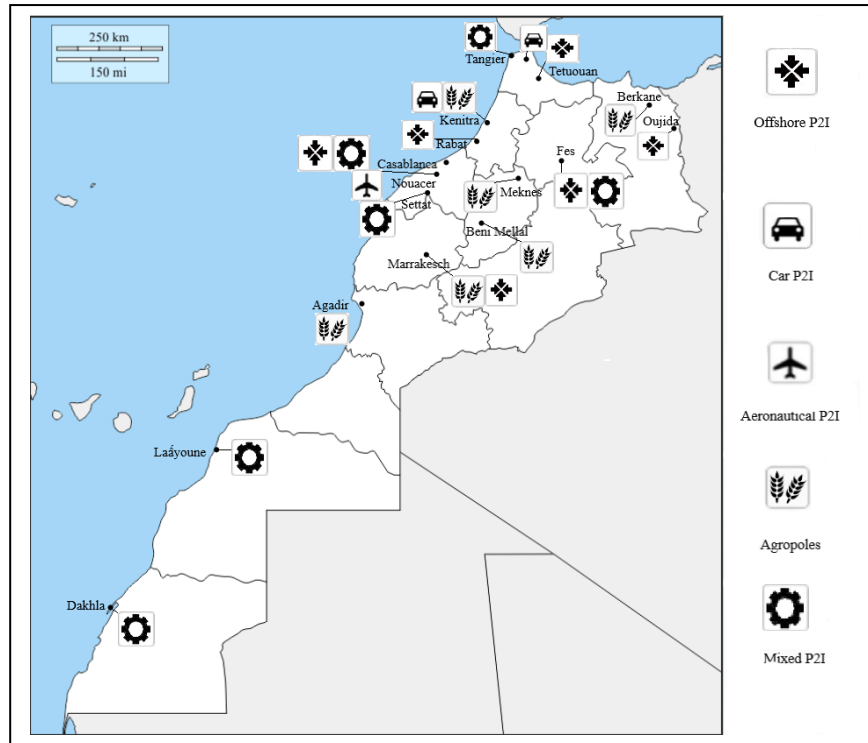 250 km
150 mi
Tangier
Tetuouan
Berkane
Oujida
Kenitra
Rabat
Fes
Casablanca
Nouacer
Meknes
Settat
Beni Mellal
Marrakesch
Agadir
Laâyoune
Dakhla
Offshore P2I
Car P2I
Aeronautical P2I
Agropoles
Mixed P2I